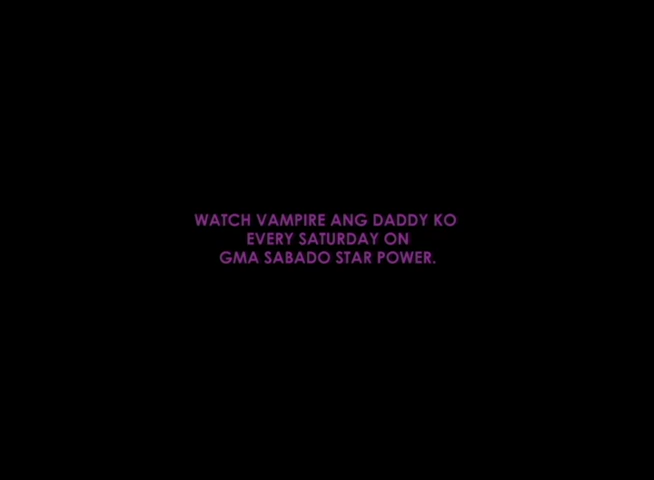 WATCH VAMPIRE ANG DADDY KO
EVERY SATURDAY ON
GMA SABADO STAR POWER.